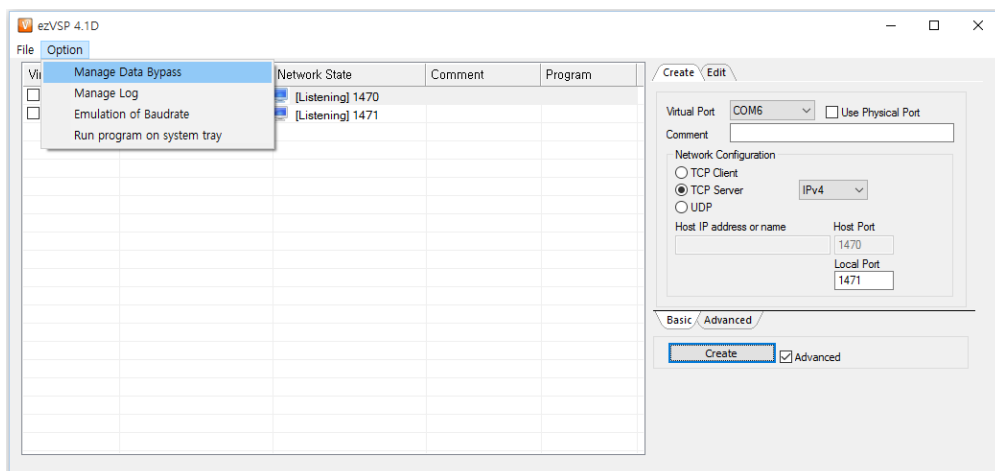 ezVSP 4.1D
File Option
Manage Data Bypass
Manage Log
Emulation of Baudrate
Run program on system tray
Network State Comment Program
[Listening] 1470
[Listening] 1471
Create Edit
Virtual Port COM6 Use Physical Port
Comment
Network Configuration
TCP Client
TCP Server IPv4
UDP
Host IP address or name Host Port
1470
Local Port
1471
Basic Advanced
Create Advanced